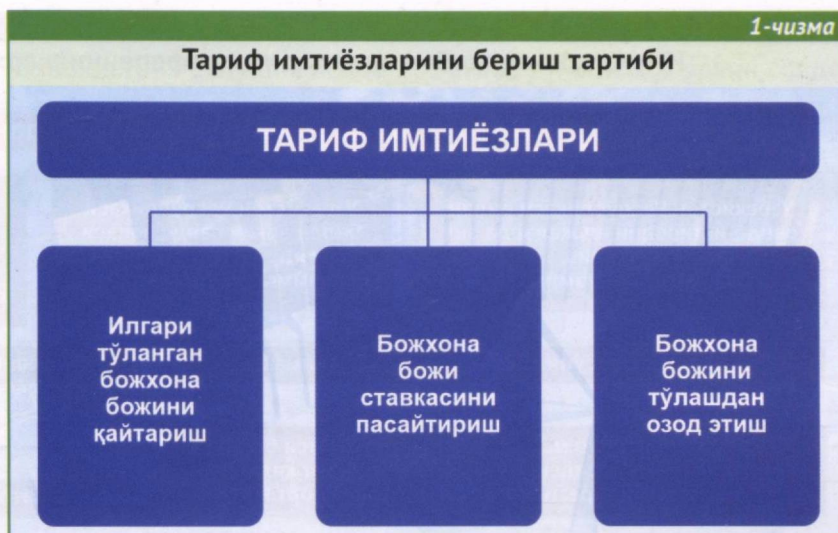 1-чизма
Тариф имтиёзларини бериш тартиби
ТАРИФ ИМТИЁЗЛАРИ
Илгари
тўланган
божхона
божини
қайтариш
Божхона
божи
ставкасини
пасайтириш
Божхона
божини
тўлашдан
озод этиш